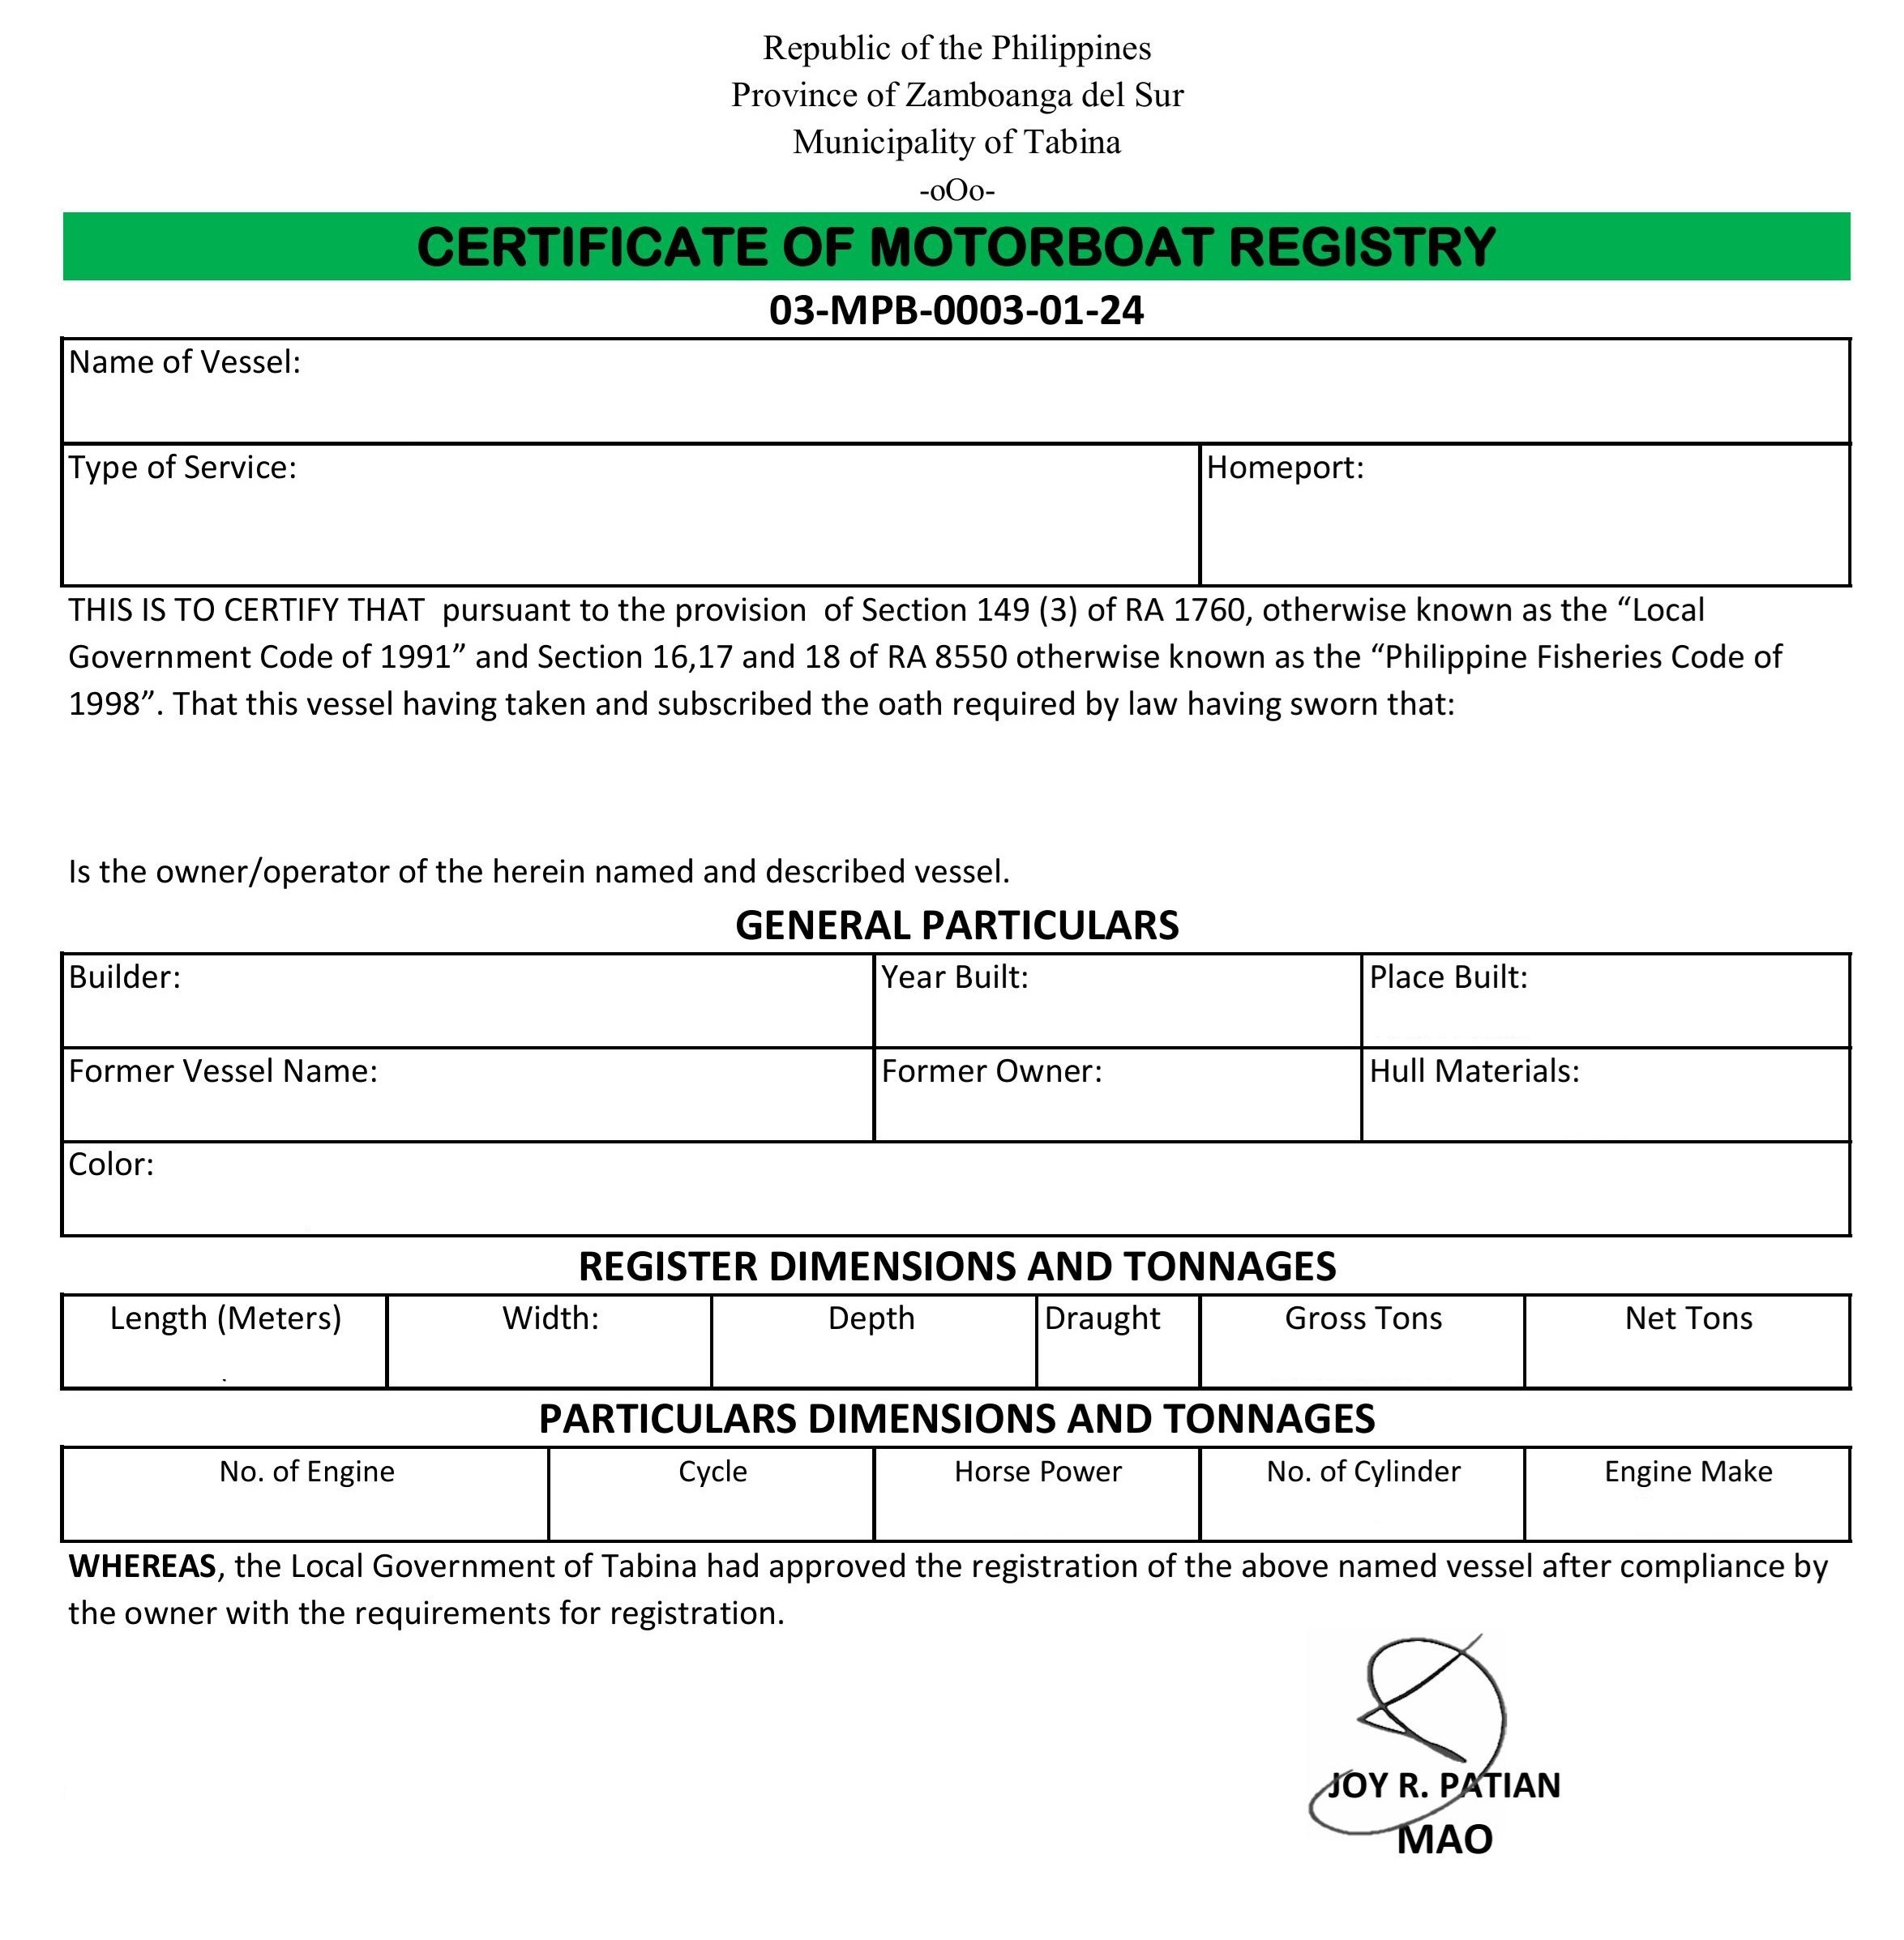 Republic of the Philippines
Province of Zamboanga del Sur
Municipality of Tabina
-oOo-
CERTIFICATE OF MOTORBOAT REGISTRY
03-MPB-0003-01-24
Name of Vessel:
Type of Service: Homeport:
THIS IS TO CERTIFY THAT  pursuant to the provision  of Section 149 (3) of RA 1760, otherwise known as the “Local
Government Code of 1991” and Section 16,17 and 18 of RA 8550 otherwise known as the “Philippine Fisheries Code of
1998”. That this vessel having taken and subscribed the oath required by law having sworn that:
Is the owner/operator of the herein named and described vessel.
GENERAL PARTICULARS
Builder: Year Built: Place Built:
Former Vessel Name: Former Owner: Hull Materials:
Color:
REGISTER DIMENSIONS AND TONNAGES
Length (Meters) Width: Depth Draught Gross Tons Net Tons
PARTICULARS DIMENSIONS AND TONNAGES
No. of Engine Cycle Horse Power No. of Cylinder Engine Make
WHEREAS, the Local Government of Tabina had approved the registration of the above named vessel after compliance by
the owner with the requirements for registration.
JOY R. PATIAN
MAO